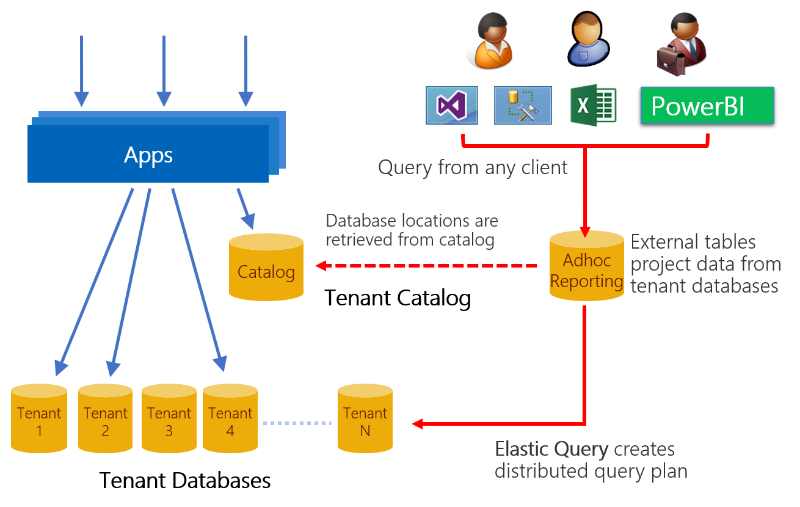 PowerBI
Apps
Query from any client
Database locations are
retrieved from catalog
Catalog
Adhoc
Reporting
External tables
project data from
tenant databases
Tenant Catalog
Tenant
1
Tenant
2
Tenant
3
Tenant
4
Tenant
N
Elastic Query creates
distributed query plan
Tenant Databases